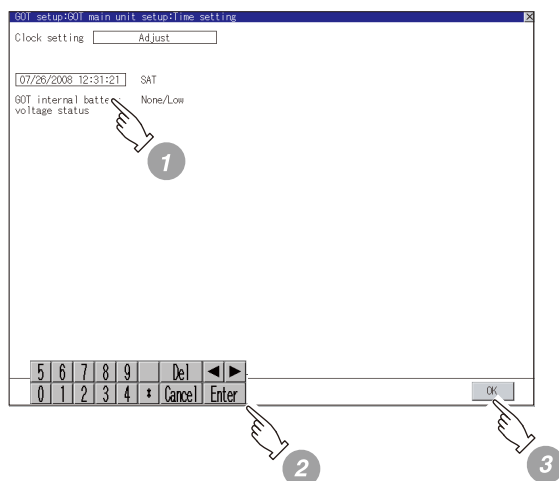 GOT setup:GOT main unit setup:Time setting
Clock setting Adjust
07/26/2008 12:31:21 SAT
GOT internal batte None/Low
voltage status
1
5 6 7 8 9 Del ◀ ▶
0 1 2 3 4 : Cancel Enter
OK
2
3